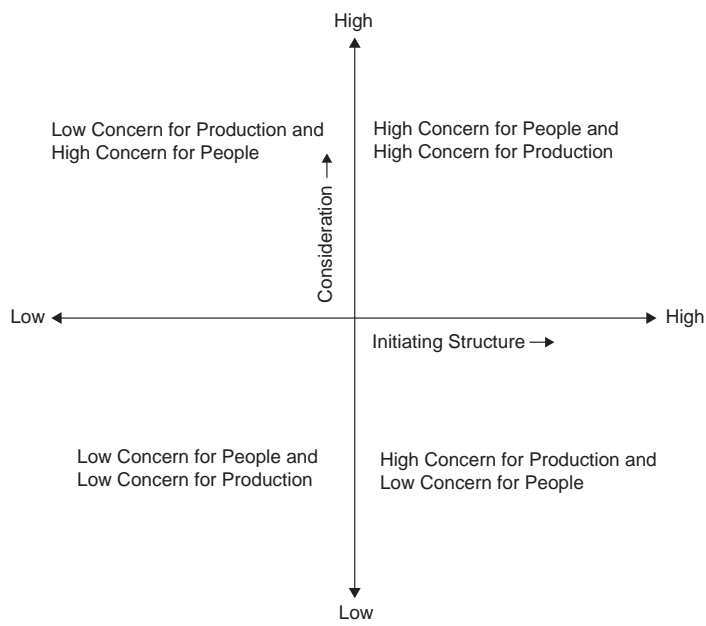 High
Low Concern for Production and
High Concern for People
High Concern for People and
High Concern for Production
Consideration
Low
High
Initiating Structure
Low Concern for People and
Low Concern for Production
High Concern for Production and
Low Concern for People
Low